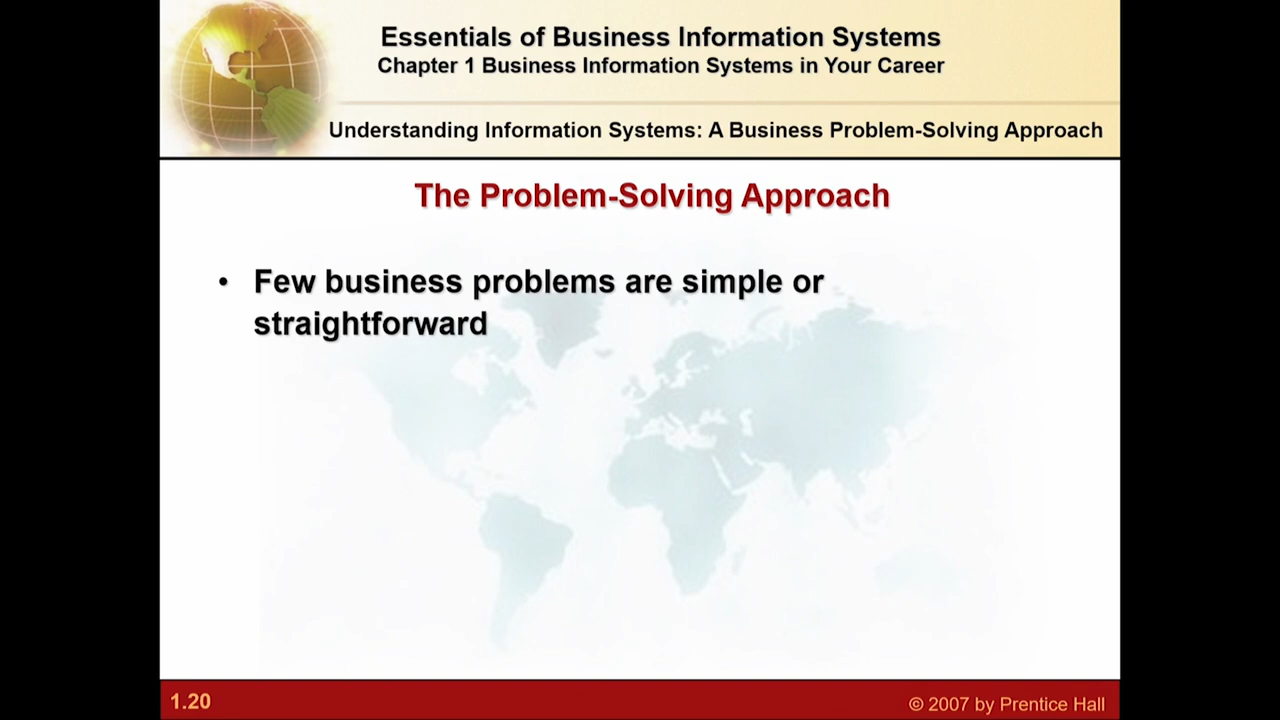 Essentials of Business Information Systems
Chapter 1 Business Information Systems in Your Career
Understanding Information Systems: A Business Problem-Solving Approach
The Problem-Solving Approach
• Few business problems are simple or
straightforward
1.20
© 2007 by Prentice Hall